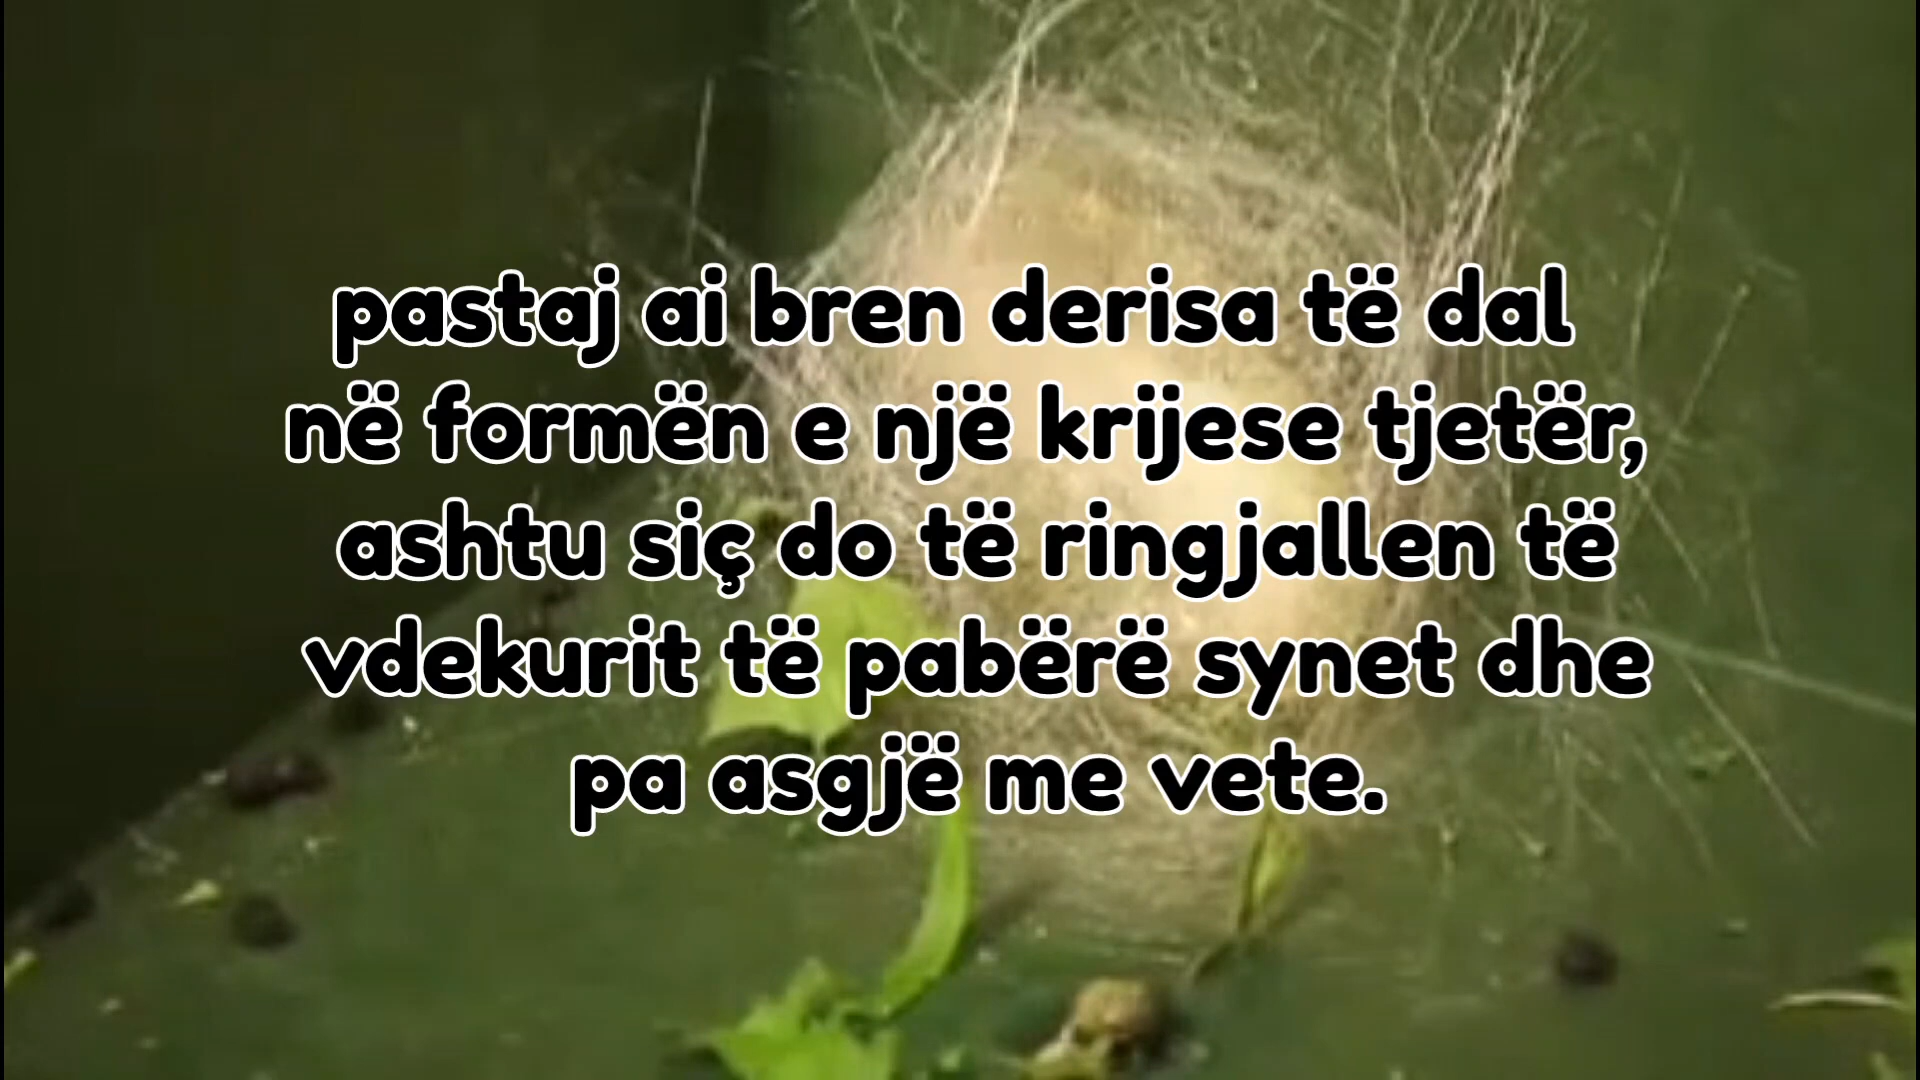 pastaj ai bren derisa të dal
në formën e një krijese tjetër,
ashtu siç do të ringjallen të
vdekurit të pabërë synet dhe
pa asgjë me vete.